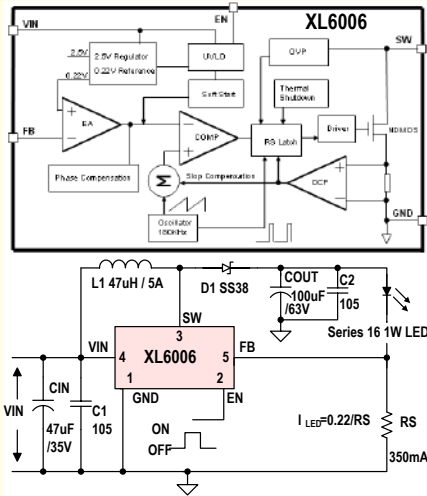 EN
XL6006
VIN
2.5V
2.5V Regulator
0.22V Reference
UVLO
OVP
SW
0.22V
Soft Start
Thermal
Shutdown
EA
COMP
RS Latch
Driver
NDMOS
FB
Phase Compensation
Σ
Slop Compensation
OCP
Oscillator
180kHz
GND
L1 47uH / 5A
D1 SS38
COUT
100uF
/63V
C2
105
SW
3
Series 16 1W LED
VIN
4
XL6006
5
FB
1
GND
2
EN
CIN
VIN
47uF
/35V
C1
105
ON
OFF
I LED=0.22/RS
RS
350mA